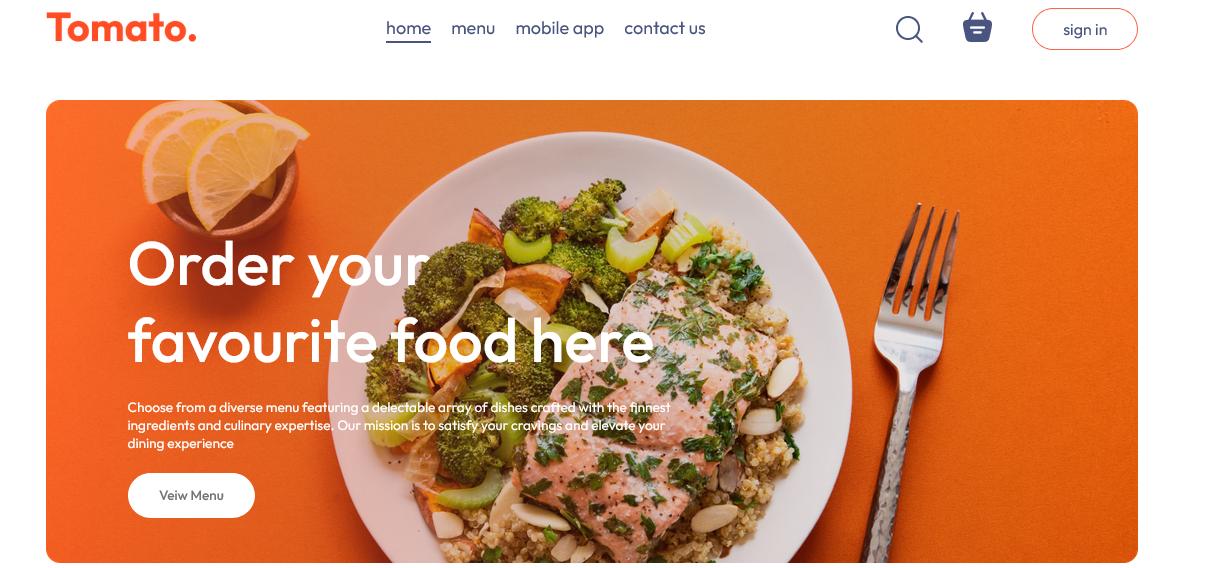 Tomato.
home menu mobile app contact us
sign in
Order your
favourite food here
Choose from a diverse menu featuring a delectable array of dishes crafted with the finnest
ingredients and culinary expertise. Our mission is to satisfy your cravings and elevate your
dining experience
Veiw Menu